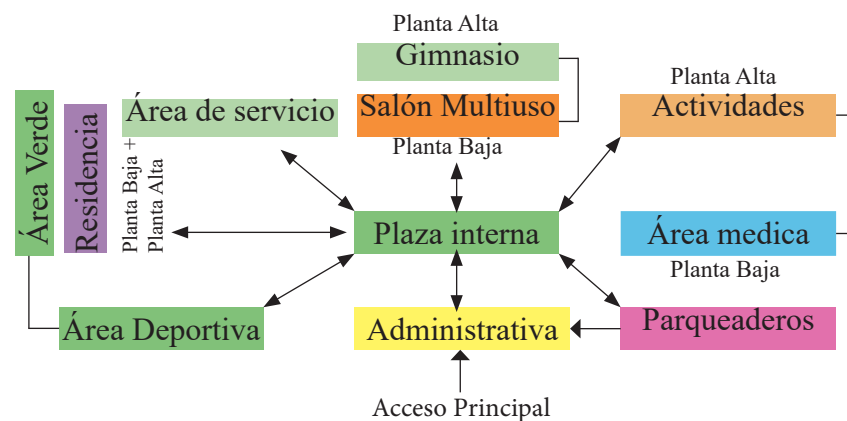 Planta Alta
Gimnasio
Salón Multiuso
Planta Baja
Planta Alta
Actividades
Área Verde
Residencia
Área de servicio
Planta Baja +
Planta Alta
Plaza interna
Área medica
Planta Baja
Área Deportiva
Administrativa
Parqueaderos
Acceso Principal